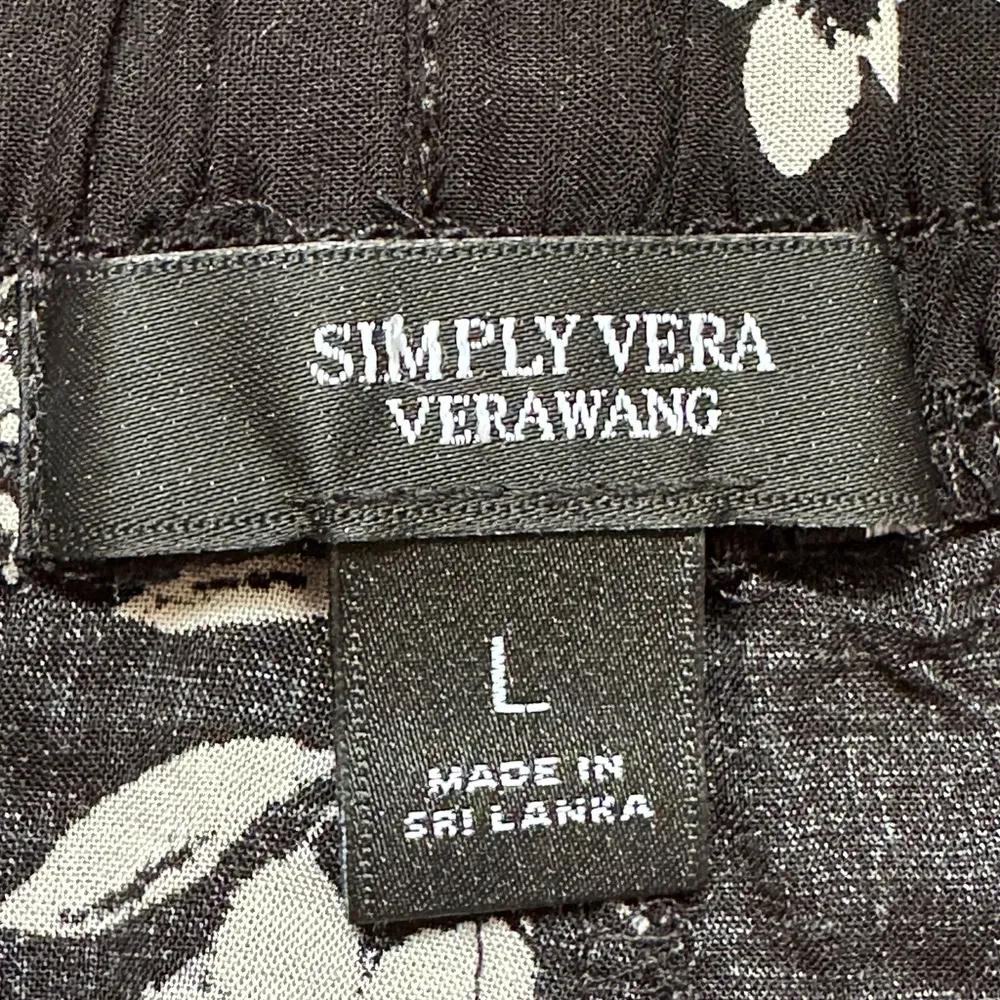 SIMPLY VERA
VERAWANG
L
MADE IN
SRI LANKA